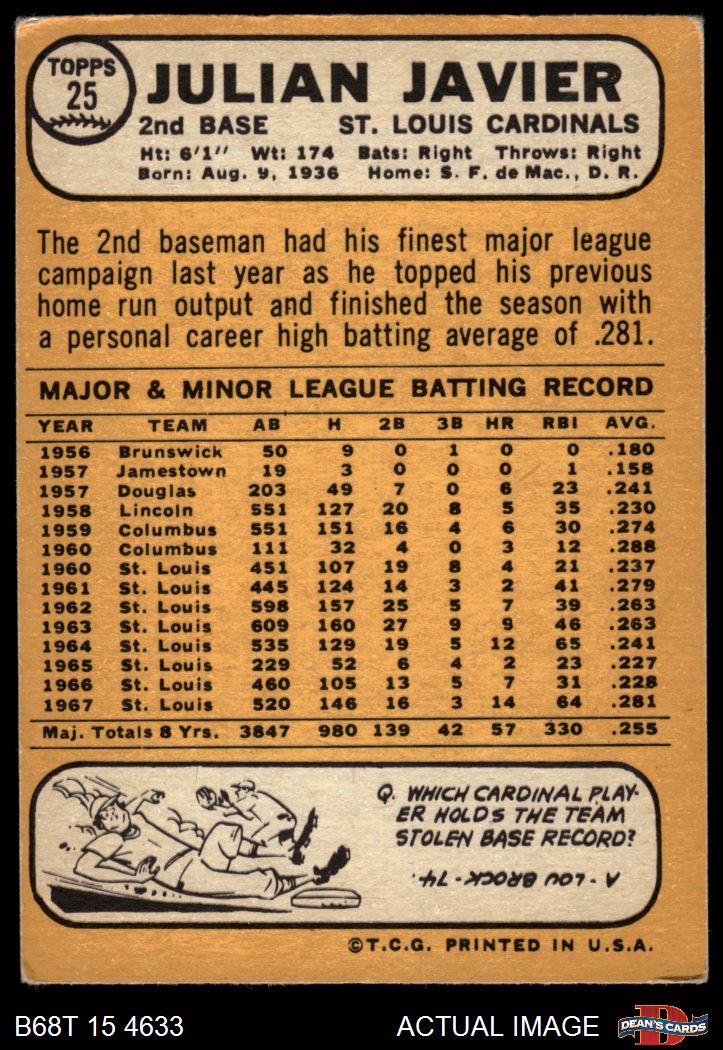 TOPPS
25
JULIAN JAVIER
2nd BASE ST. LOUIS CARDINALS
Ht: 6'1" Wt: 174 Bats: Right Throws: Right
Born: Aug. 9, 1936 Home: S. F. de Mac., D. R.
The 2nd baseman had his finest major league
campaign last year as he topped his previous
home run output and finished the season with
a personal career high batting average of .281.
MAJOR & MINOR LEAGUE BATTING RECORD
YEAR TEAM AB H 2B 3B HR RBI AVG.
1956 Brunswick 50 9 0 1 0 0 .180
1957 Jamestown 19 3 0 0 0 1 .158
1957 Douglas 203 49 7 0 6 23 .241
1958 Lincoln 551 127 20 8 5 35 .230
1959 Columbus 551 151 16 4 6 30 .274
1960 Columbus 111 32 4 0 3 12 .288
1960 St. Louis 451 107 19 8 4 21 .237
1961 St. Louis 445 124 14 3 2 41 .279
1962 St. Louis 598 157 25 5 7 39 .263
1963 St. Louis 609 160 27 9 9 46 .263
1964 St. Louis 535 129 19 5 12 65 .241
1965 St. Louis 229 52 6 4 2 23 .227
1966 St. Louis 460 105 13 5 7 31 .228
1967 St. Louis 520 146 16 3 14 64 .281
Maj. Totals 8 Yrs. 3847 980 139 42 57 330 .255
Q. WHICH CARDINAL PLAY-
ER HOLDS THE TEAM
STOLEN BASE RECORD?
A - LOU BROCK - 74.
©T.C.G. PRINTED IN U.S.A.
B68T 15 4633 ACTUAL IMAGE
D
DEAN'S CARDS